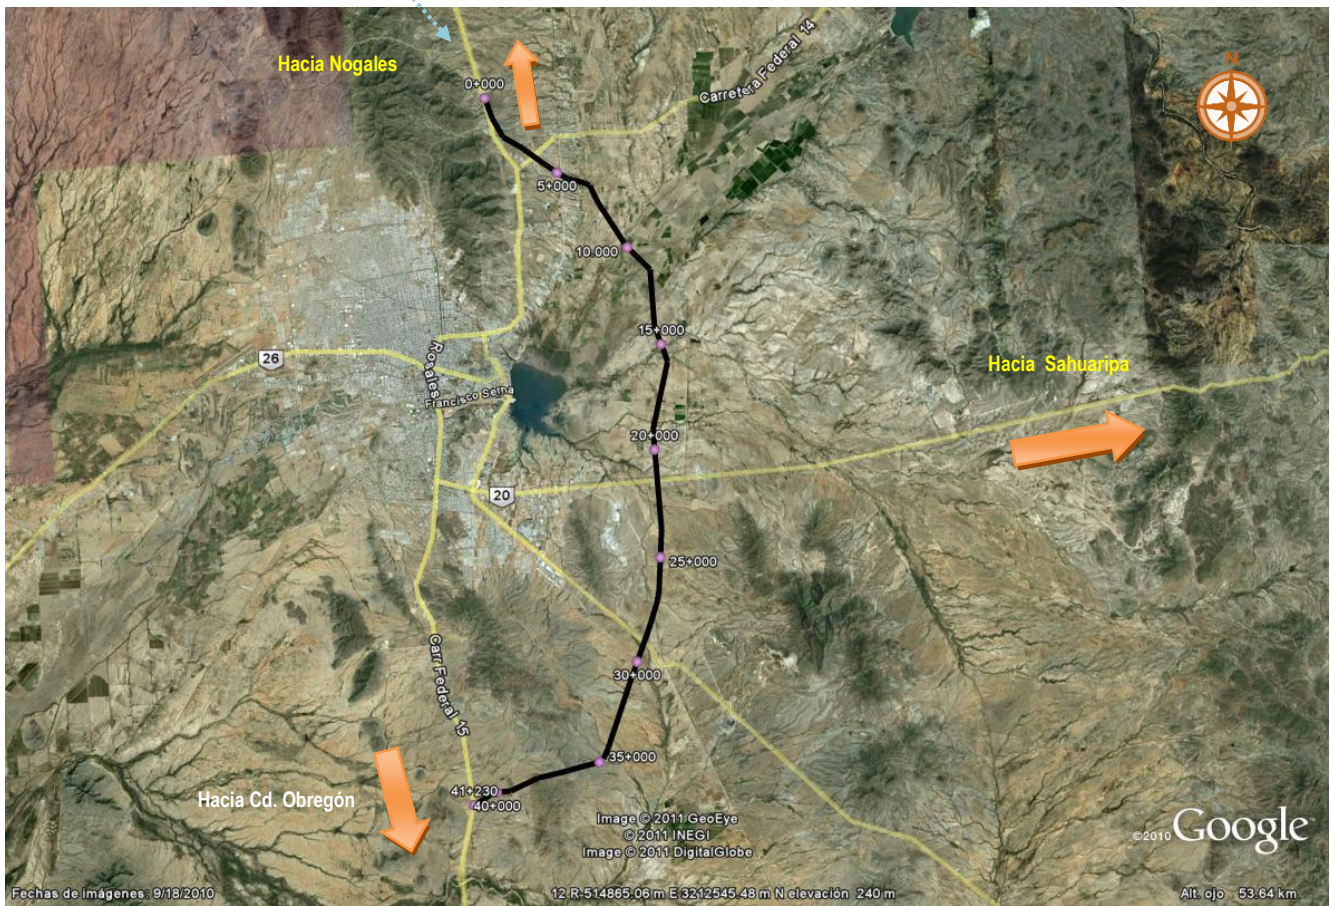 Hacia Nogales
0+000
N
Carretera Federal 14
5+000
10.000
15+000
26
Rosales
Hacia Sahuaripa
Francisco Serna
20+000
20
25+000
30+000
Carr Federal 15
35+000
41+230
40+000
Hacia Cd. Obregón
Image © 2011 GeoEye
© 2011 INEGI
Image © 2011 DigitalGlobe
©2010 Google
Fechas de imágenes: 9/18/2010
12 R 514865.06 m E 3212545.48 m N elevación 240 m
Alt. ojo 53.64 km